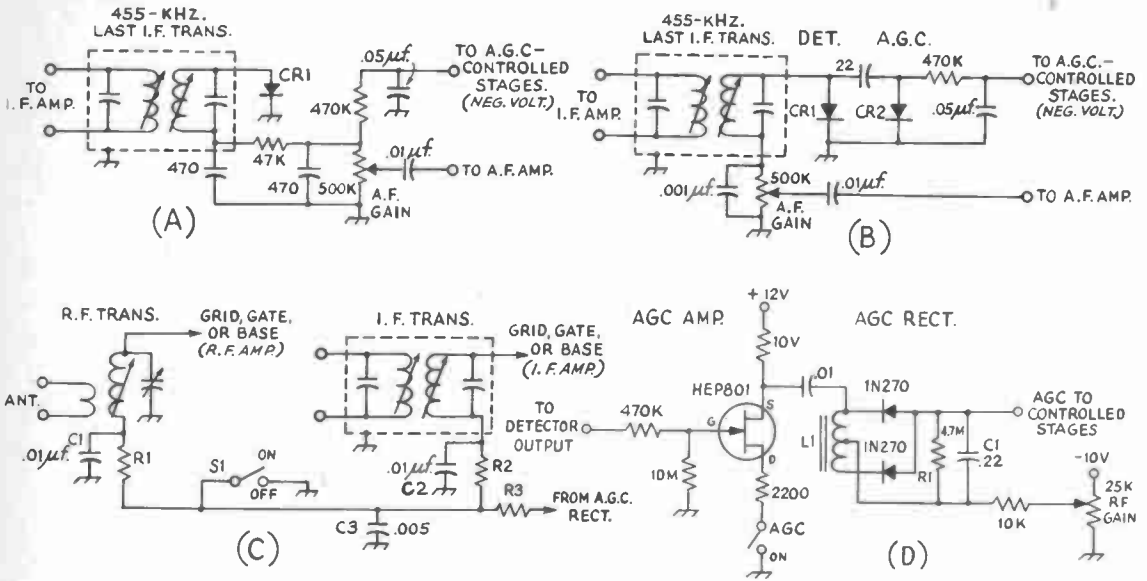 455-KHz.
LAST I.F. TRANS.
TO
I.F. AMP.
CR1
.05µf.
470K
TO A.G.C-
CONTROLLED
STAGES.
(NEG. VOLT.)
470
47K
470
500K
A.F.
GAIN
.01µf.
TO A.F. AMP.
(A)
455-KHz.
LAST I.F. TRANS.
DET.
A.G.C.
TO
I.F. AMP.
22
CR1
CR2
470K
.05µf.
TO A.G.C.-
CONTROLLED
STAGES.
(NEG. VOLT.)
.001µf.
500K
A.F.
GAIN
.01µf.
TO A.F. AMP.
(B)
R.F. TRANS.
GRID, GATE,
OR BASE
(R.F. AMP.)
ANT.
C1
.01µf.
R1
S1
ON
OFF
I.F. TRANS.
GRID, GATE,
OR BASE
(I.F. AMP.)
.01µf.
C2
R2
R3
FROM A.G.C.
RECT.
C3
.005
(C)
AGC AMP.
+12V
10V
AGC RECT.
HEP801
TO
DETECTOR
OUTPUT
470K
10M
G
S
D
2200
AGC
ON
.01
L1
1N270
1N270
4.7M
R1
C1
.22
AGC TO
CONTROLLED
STAGES
-10V
25K
RF
GAIN
10K
(D)